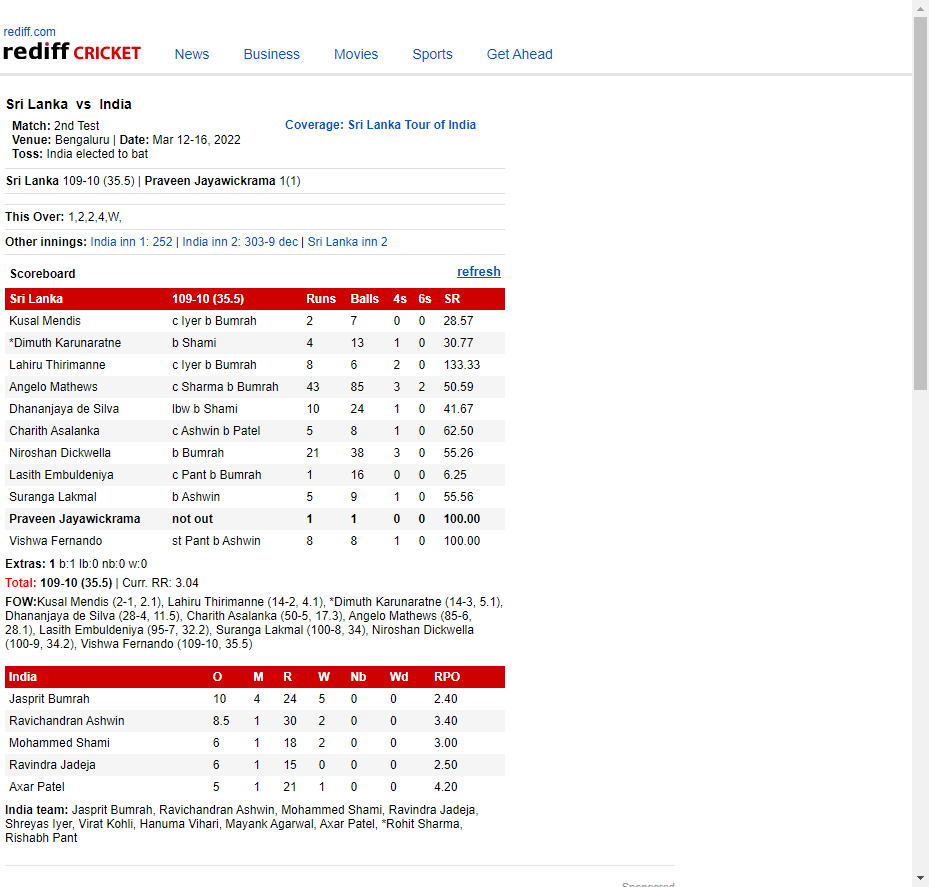 rediff.com
rediff CRICKET News Business Movies Sports Get Ahead
Sri Lanka vs India
Match: 2nd Test Coverage: Sri Lanka Tour of India
Venue: Bengaluru | Date: Mar 12-16, 2022
Toss: India elected to bat
Sri Lanka 109-10 (35.5) | Praveen Jayawickrama 1(1)
This Over: 1,2,2,4,W,
Other innings: India inn 1: 252 | India inn 2: 303-9 dec | Sri Lanka inn 2
Scoreboard refresh
Sri Lanka 109-10 (35.5) Runs Balls 4s 6s SR
Kusal Mendis c Iyer b Bumrah 2 7 0 0 28.57
*Dimuth Karunaratne b Shami 4 13 1 0 30.77
Lahiru Thirimanne c Iyer b Bumrah 8 6 2 0 133.33
Angelo Mathews c Sharma b Bumrah 43 85 3 2 50.59
Dhananjaya de Silva lbw b Shami 10 24 1 0 41.67
Charith Asalanka c Ashwin b Patel 5 8 1 0 62.50
Niroshan Dickwella b Bumrah 21 38 3 0 55.26
Lasith Embuldeniya c Pant b Bumrah 1 16 0 0 6.25
Suranga Lakmal b Ashwin 5 9 1 0 55.56
Praveen Jayawickrama not out 1 1 0 0 100.00
Vishwa Fernando st Pant b Ashwin 8 8 1 0 100.00
Extras: 1 b:1 lb:0 nb:0 w:0
Total: 109-10 (35.5) | Curr. RR: 3.04
FOW:Kusal Mendis (2-1, 2.1), Lahiru Thirimanne (14-2, 4.1), *Dimuth Karunaratne (14-3, 5.1),
Dhananjaya de Silva (28-4, 11.5), Charith Asalanka (50-5, 17.3), Angelo Mathews (85-6,
28.1), Lasith Embuldeniya (95-7, 32.2), Suranga Lakmal (100-8, 34), Niroshan Dickwella
(100-9, 34.2), Vishwa Fernando (109-10, 35.5)
India O M R W Nb Wd RPO
Jasprit Bumrah 10 4 24 5 0 0 2.40
Ravichandran Ashwin 8.5 1 30 2 0 0 3.40
Mohammed Shami 6 1 18 2 0 0 3.00
Ravindra Jadeja 6 1 15 0 0 0 2.50
Axar Patel 5 1 21 1 0 0 4.20
India team: Jasprit Bumrah, Ravichandran Ashwin, Mohammed Shami, Ravindra Jadeja,
Shreyas Iyer, Virat Kohli, Hanuma Vihari, Mayank Agarwal, Axar Patel, *Rohit Sharma,
Rishabh Pant
Sponsored